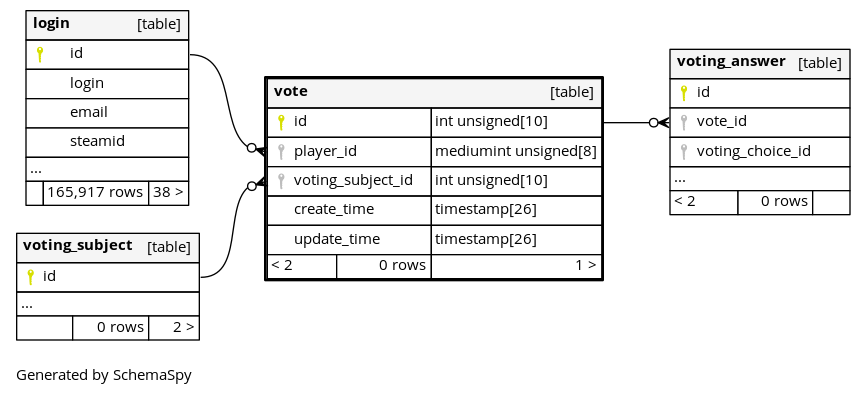 login [table]
id
login
email
steamid
...
165,917 rows 38 >
voting_subject [table]
id
...
0 rows 2 >
vote [table]
id int unsigned[10]
player_id mediumint unsigned[8]
voting_subject_id int unsigned[10]
create_time timestamp[26]
update_time timestamp[26]
< 2 0 rows 1 >
voting_answer [table]
id
vote_id
voting_choice_id
...
< 2 0 rows
Generated by SchemaSpy